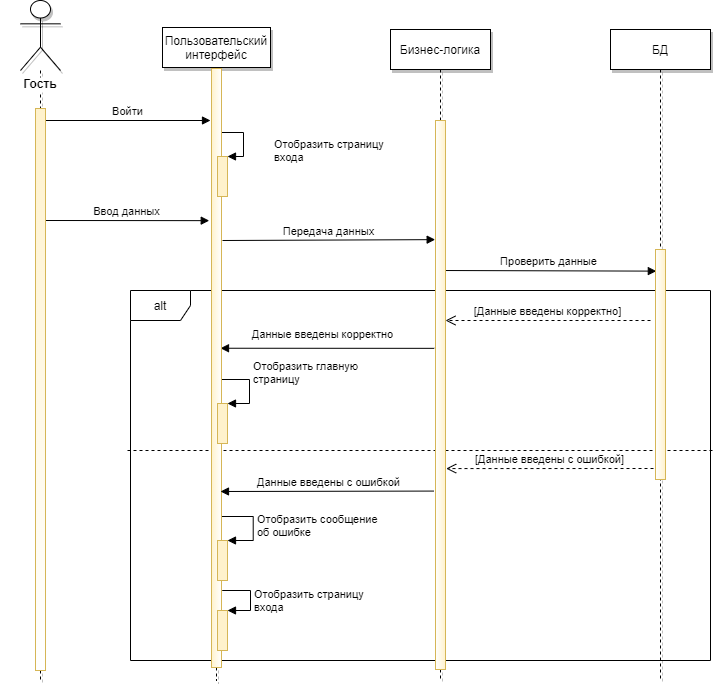 Гость
Пользовательский
интерфейс
Бизнес-логика
БД
Войти
Отобразить страницу
входа
Ввод данных
Передача данных
Проверить данные
alt
[Данные введены корректно]
Данные введены корректно
Отобразить главную
страницу
[Данные введены с ошибкой]
Данные введены с ошибкой
Отобразить сообщение
об ошибке
Отобразить страницу
входа